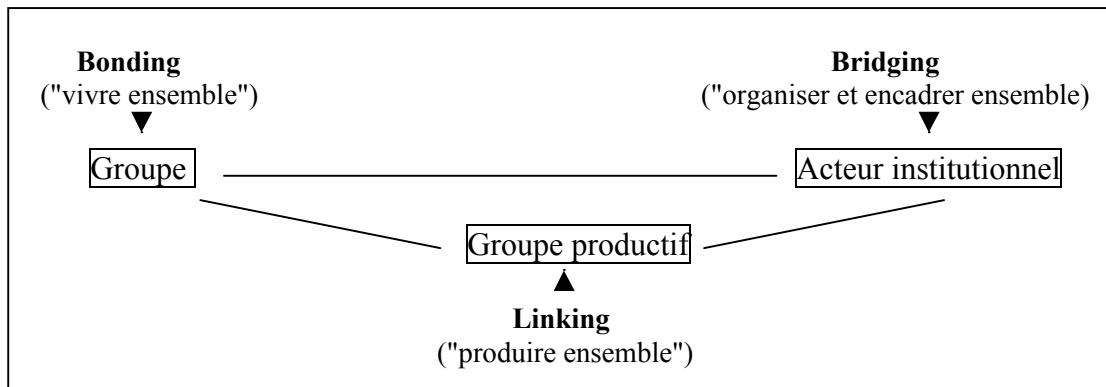 Bonding
("vivre ensemble")
Bridging
("organiser et encadrer ensemble)
Groupe
Acteur institutionnel
Groupe productif
Linking
("produire ensemble")